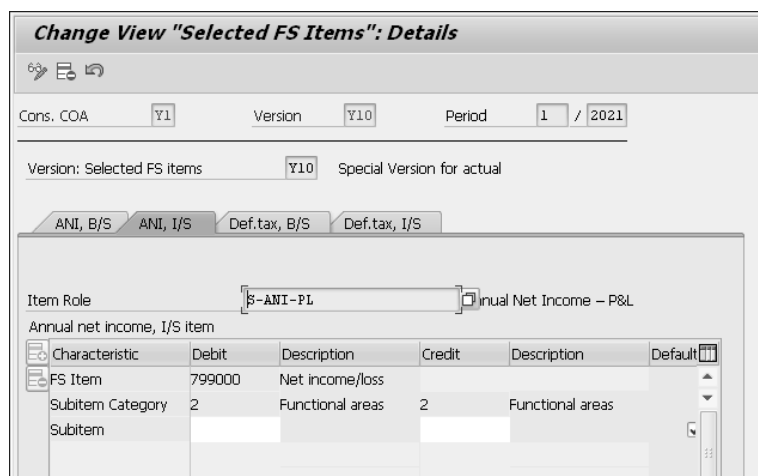 Change View "Selected FS Items": Details
Cons. COA Y1 Version Y10 Period 1 / 2021
Version: Selected FS items Y10 Special Version for actual
ANI, B/S ANI, I/S Def.tax, B/S Def.tax, I/S
Item Role S-ANI-PL nual Net Income – P&L
Annual net income, I/S item
Characteristic Debit Description Credit Description Default
FS Item 799000 Net income/loss
Subitem Category 2 Functional areas 2 Functional areas
Subitem